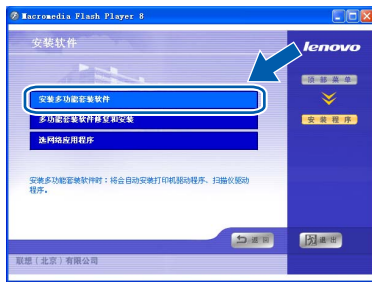 Macromedia Flash Player 8
安装软件
lenovo
顶部菜单
安装多功能套装软件
多功能套装软件修复和安装
安装程序
选网络应用程序
安装多功能套装软件时：将会自动安装打印机驱动程序、扫描仪驱动
程序。
返回
退出
联想（北京）有限公司